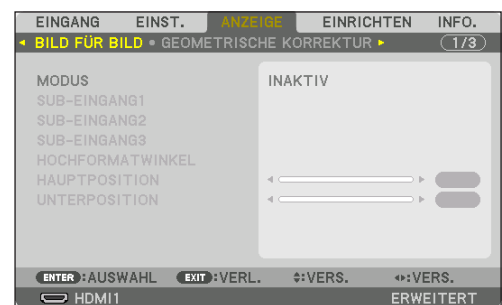 EINGANG EINST. ANZEIGE EINRICHTEN INFO.
◂ BILD FÜR BILD • GEOMETRISCHE KORREKTUR ▸ 1/3
MODUS INAKTIV
SUB-EINGANG1
SUB-EINGANG2
SUB-EINGANG3
HOCHFORMATWINKEL
HAUPTPOSITION
UNTERPOSITION
ENTER :AUSWAHL EXIT :VERL. ♦:VERS. ◂▸:VERS.
HDMI1 ERWEITERT